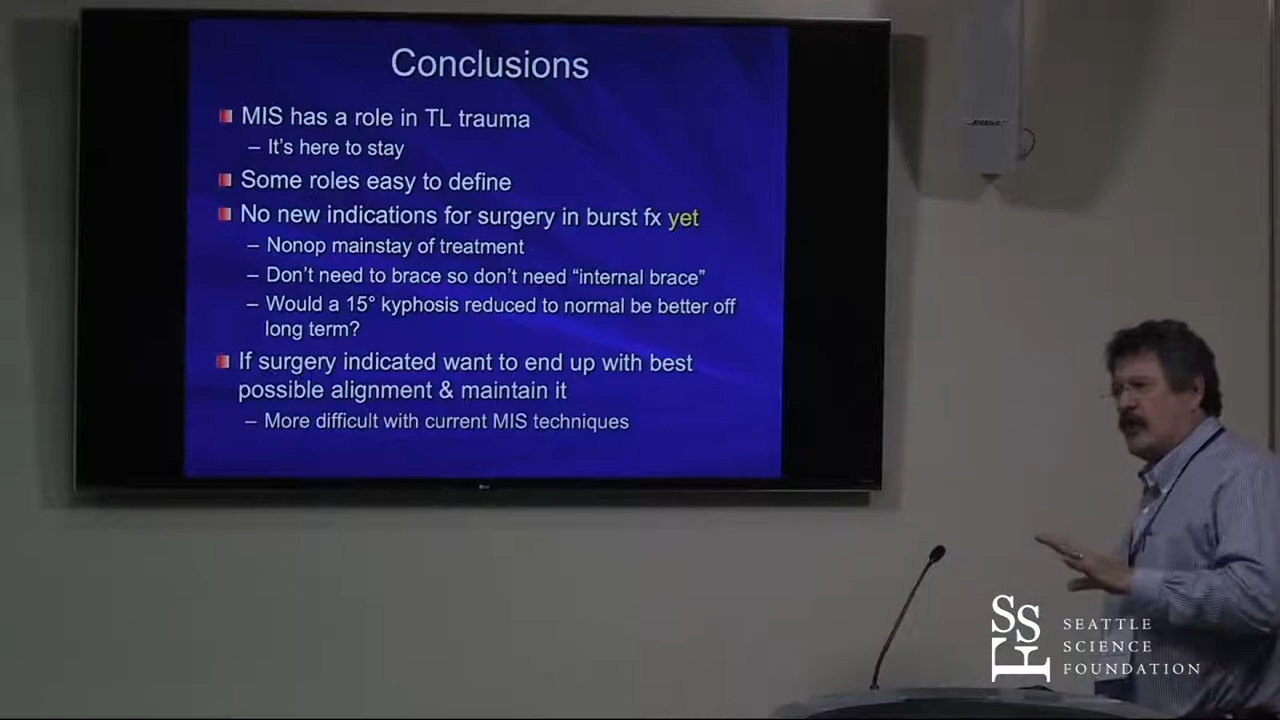 Conclusions
MIS has a role in TL trauma
– It's here to stay
Some roles easy to define
No new indications for surgery in burst fx yet
– Nonop mainstay of treatment
– Don't need to brace so don't need "internal brace"
– Would a 15° kyphosis reduced to normal be better off
long term?
If surgery indicated want to end up with best
possible alignment & maintain it
– More difficult with current MIS techniques
BOSE
LG
SSF
SEATTLE
SCIENCE
FOUNDATION